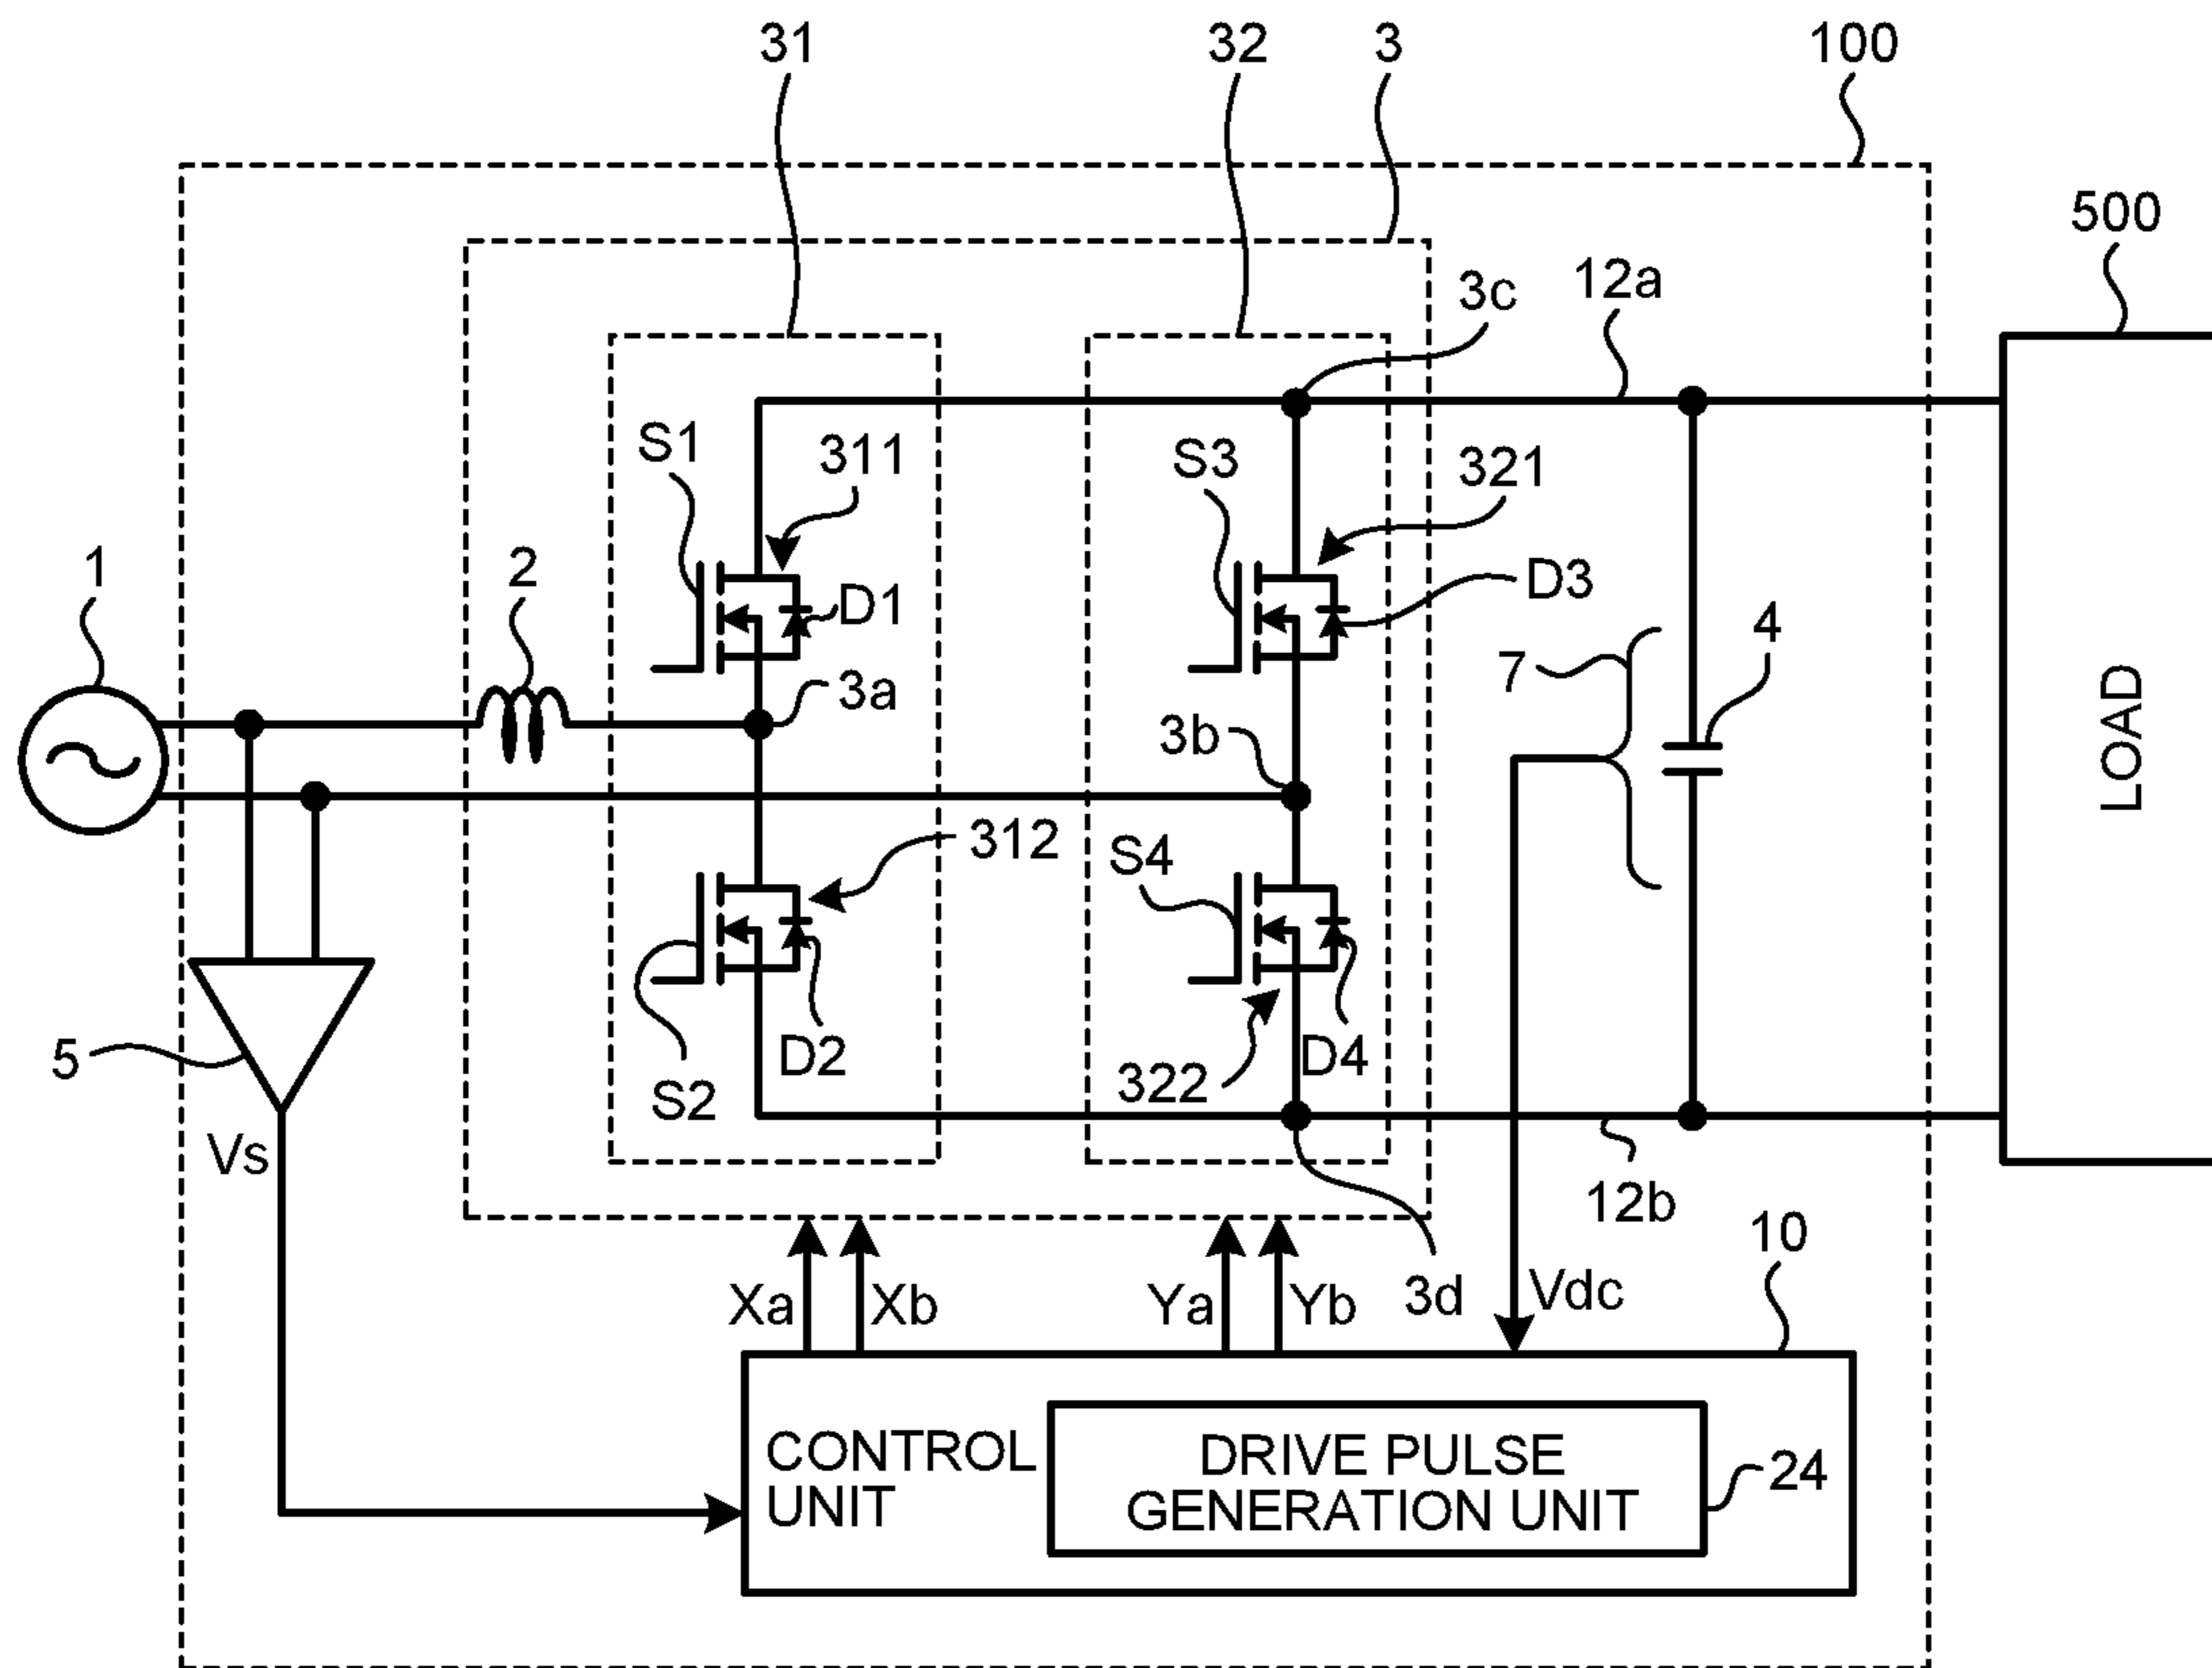 31
32
3
100
500
3c
12a
S1
311
S3
321
1
2
D1
D3
4
7
3a
3b
LOAD
312
S4
5
D2
D4
S2
322
Vs
12b
10
Xa
Xb
Ya
Yb
3d
Vdc
CONTROL
UNIT
DRIVE PULSE
GENERATION UNIT
24